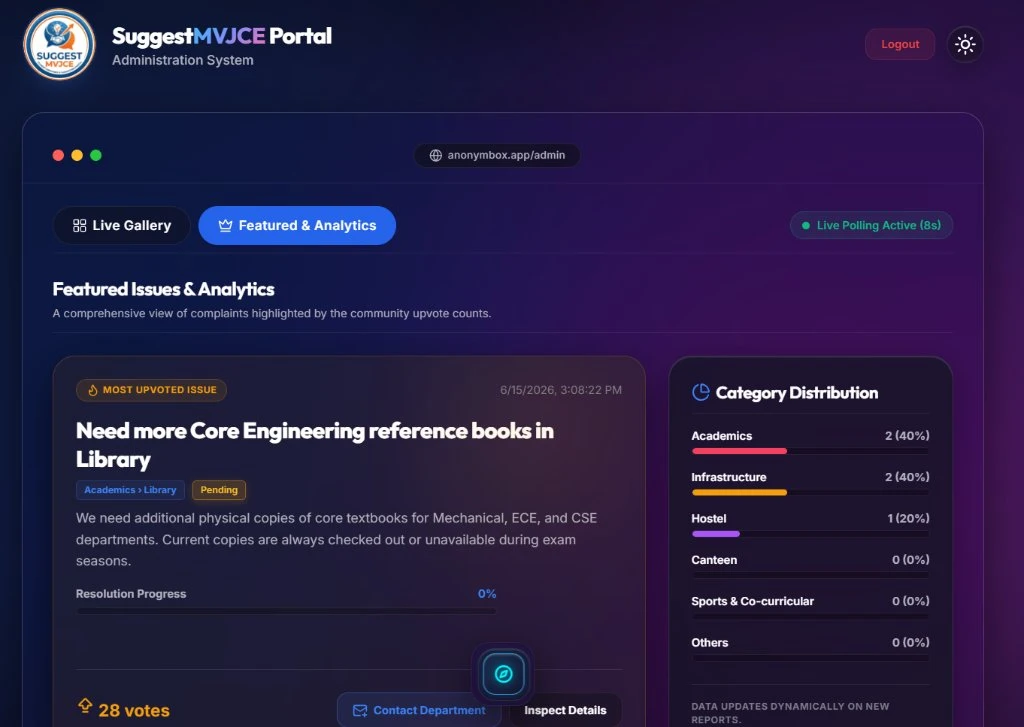 SUGGEST
MVJCE
SuggestMVJCE Portal
Administration System
Logout
anonymbox.app/admin
Live Gallery
Featured & Analytics
Live Polling Active (8s)
Featured Issues & Analytics
A comprehensive view of complaints highlighted by the community upvote counts.
MOST UPVOTED ISSUE
6/15/2026, 3:08:22 PM
Need more Core Engineering reference books in
Library
Academics › Library
Pending
We need additional physical copies of core textbooks for Mechanical, ECE, and CSE
departments. Current copies are always checked out or unavailable during exam
seasons.
Resolution Progress
0%
28 votes
Contact Department
Inspect Details
Category Distribution
Academics 2 (40%)
Infrastructure 2 (40%)
Hostel 1 (20%)
Canteen 0 (0%)
Sports & Co-curricular 0 (0%)
Others 0 (0%)
DATA UPDATES DYNAMICALLY ON NEW
REPORTS.